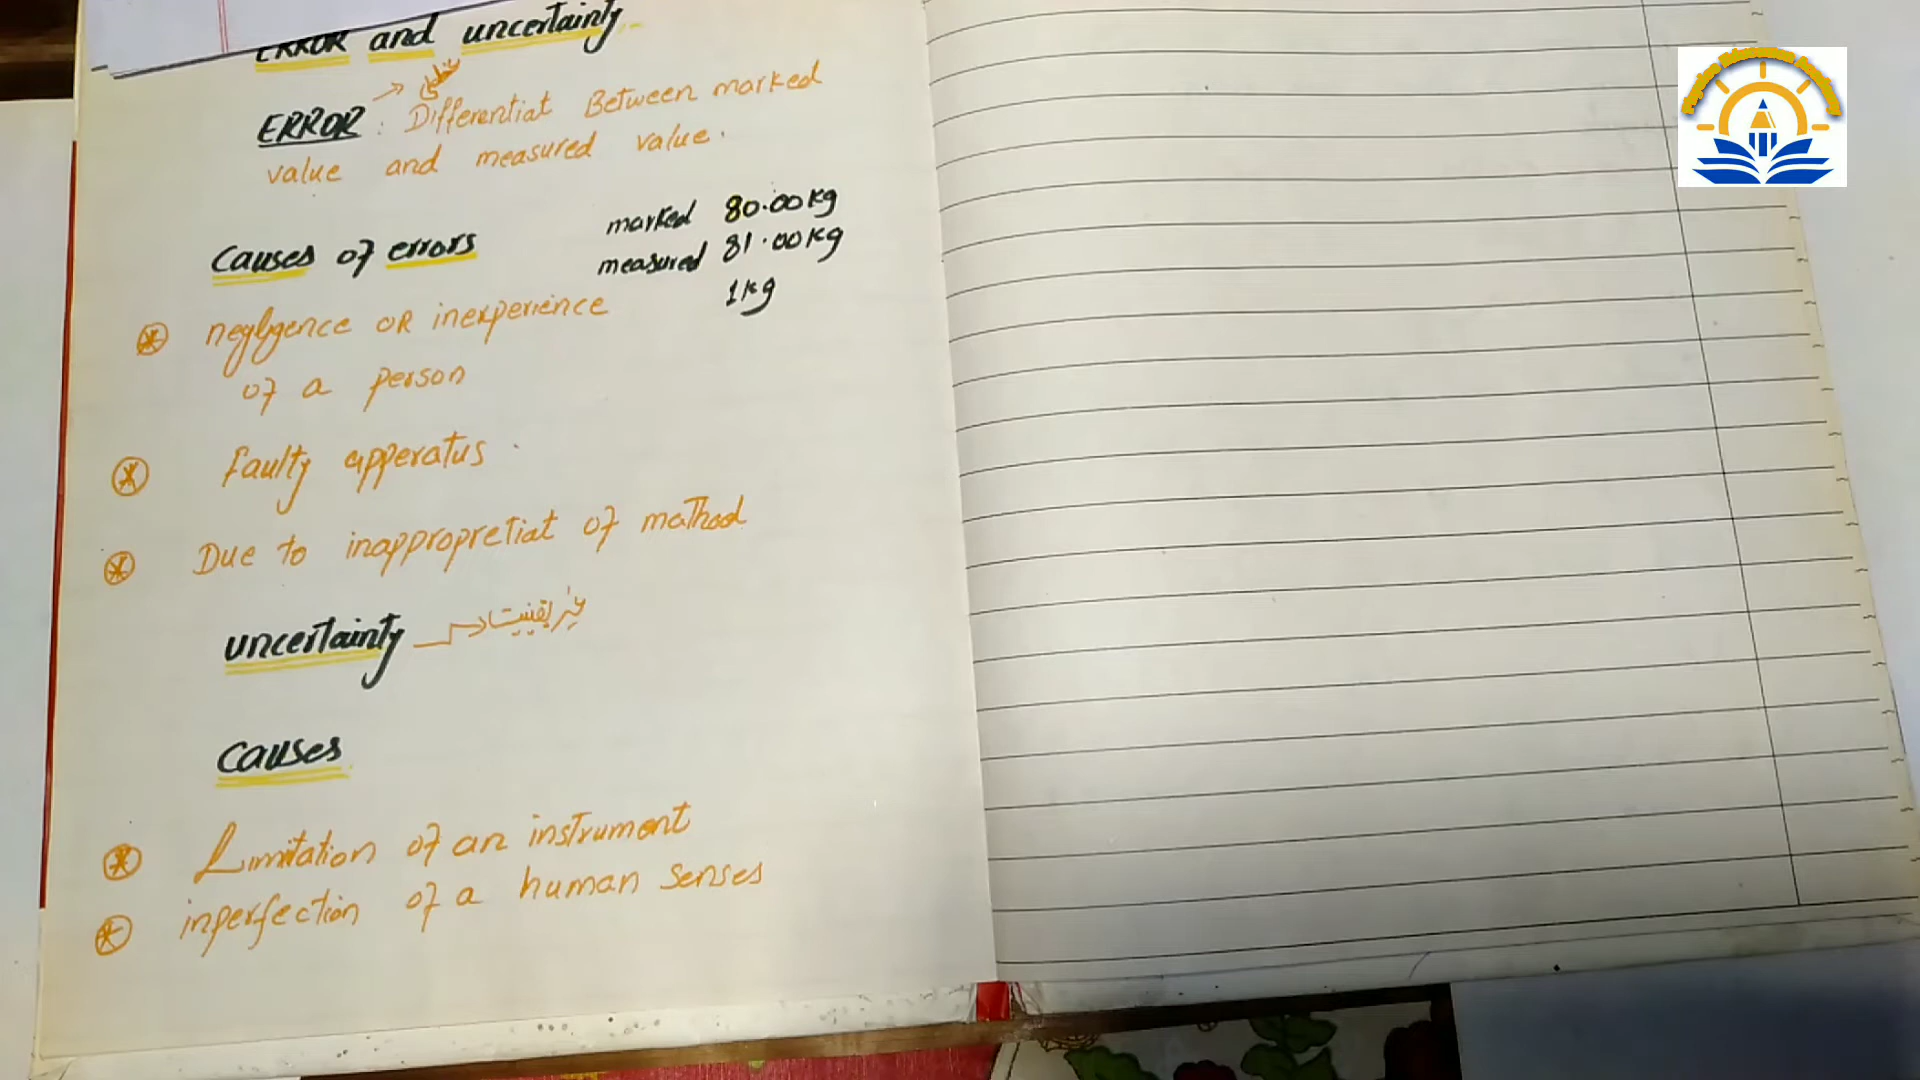 ERROR and uncertainty
غلطی
ERROR : Differentiat Between marked
value and measured value.
marked 80.00kg
measured 81.00kg
1kg
Causes of errors
neglygence OR inexperience
of a person
Faulty apperatus.
Due to inappropretiat of mathod
uncertainty غیر یقینیت
Causes
Limitation of an instrument
inperfection of a human senses